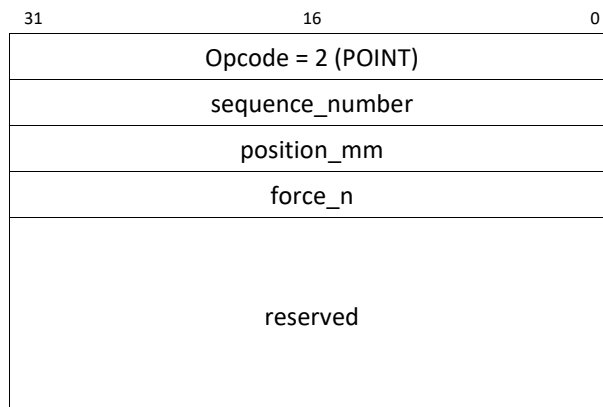 31 16 0
Opcode = 2 (POINT)
sequence_number
position_mm
force_n
reserved